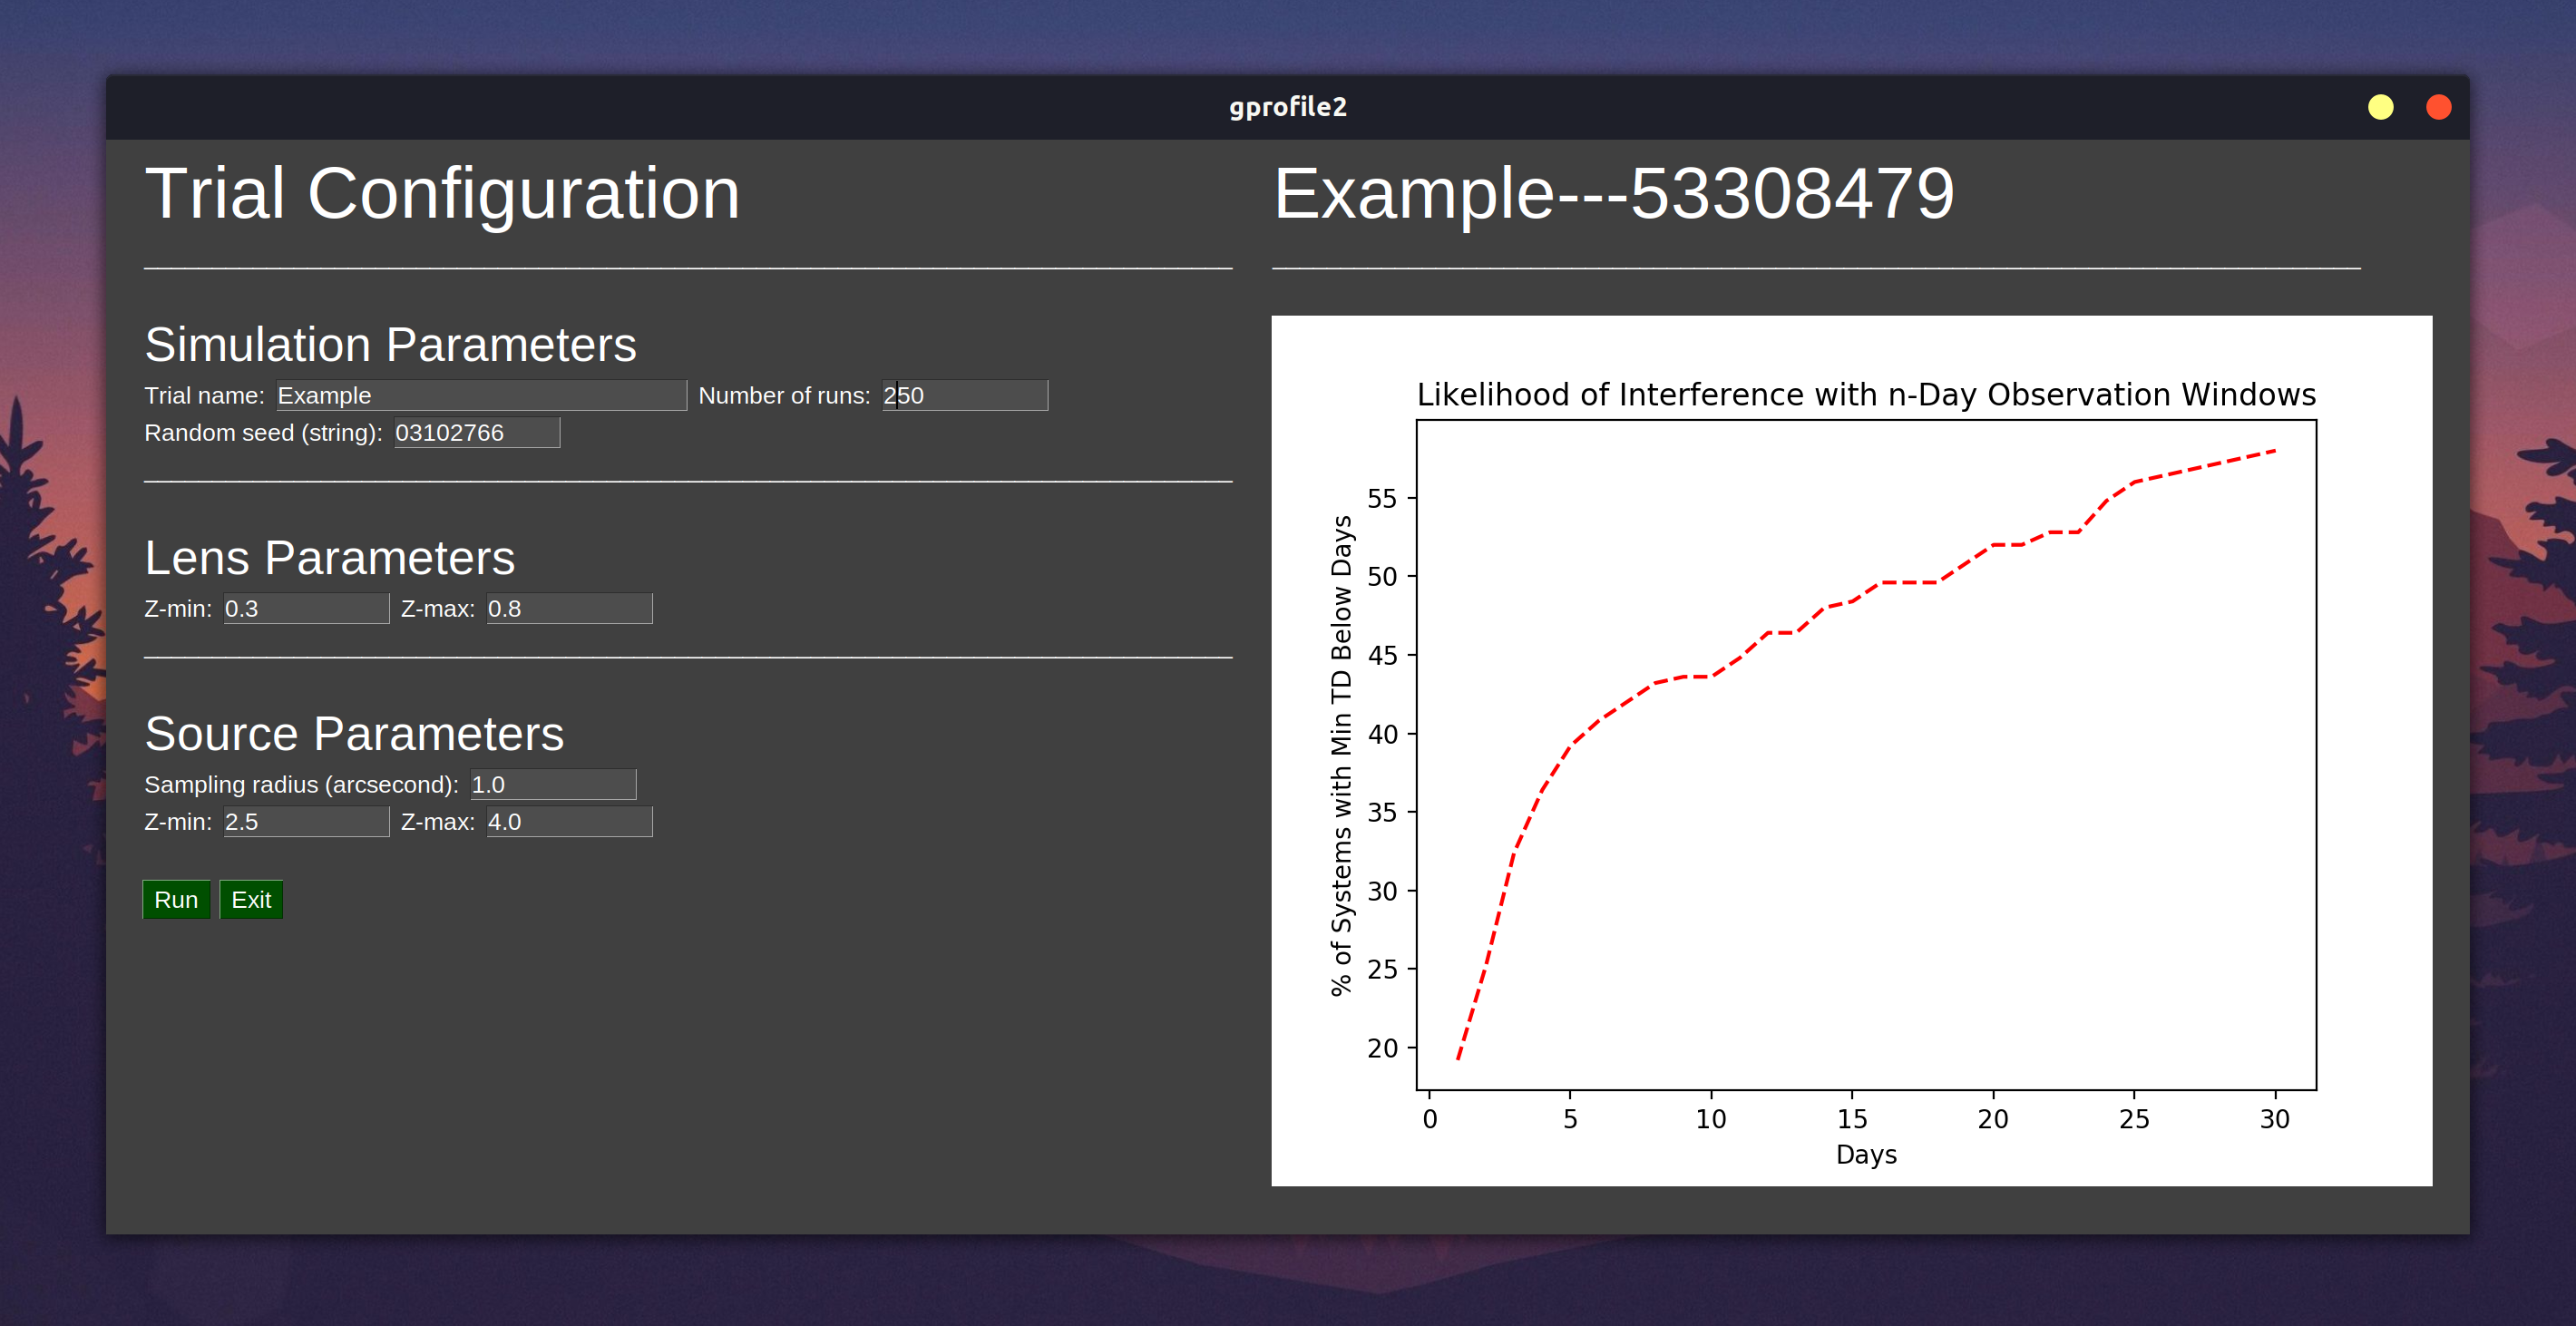 gprofile2
Trial Configuration
Simulation Parameters
Trial name: Example Number of runs: 250
Random seed (string): 03102766
Lens Parameters
Z-min: 0.3 Z-max: 0.8
Source Parameters
Sampling radius (arcsecond): 1.0
Z-min: 2.5 Z-max: 4.0
Run Exit
Example---53308479
Likelihood of Interference with n-Day Observation Windows
% of Systems with Min TD Below Days
55
50
45
40
35
30
25
20
0 5 10 15 20 25 30
Days